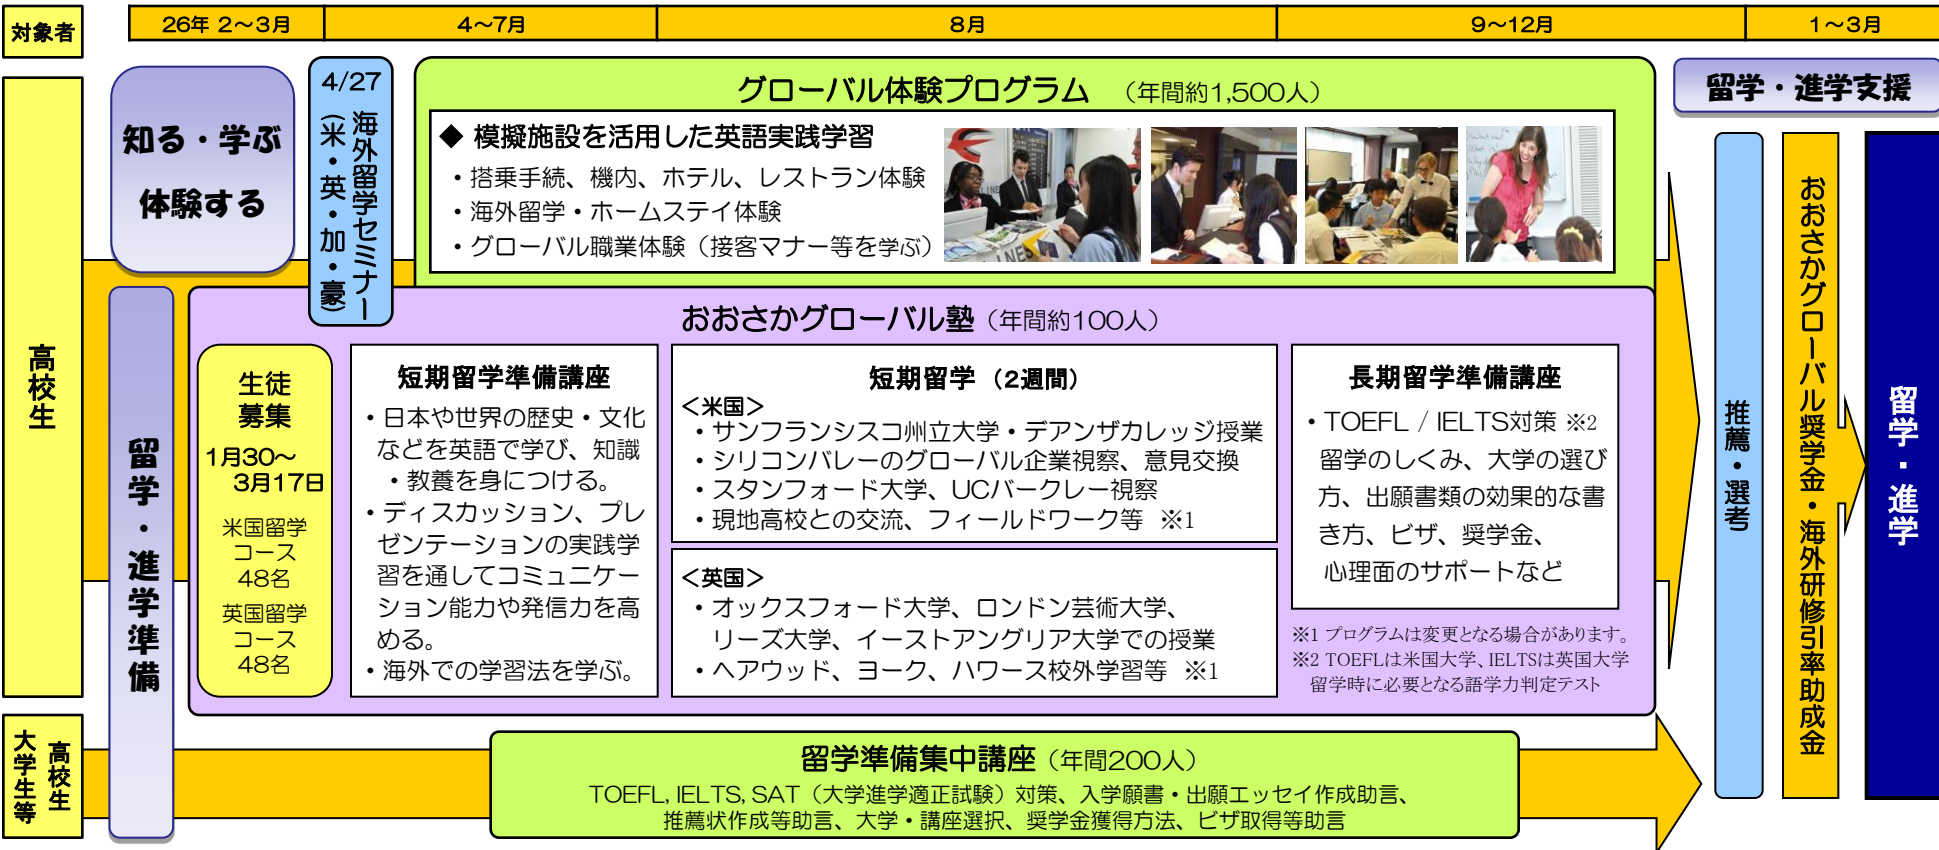 対象者
26年 2～3月
4～7月
8月
9～12月
1～3月
高校生
知る・学ぶ
体験する
4/27
海外留学セミナー
（米・英・加・豪）
グローバル体験プログラム （年間約1,500人）
◆ 模擬施設を活用した英語実践学習
・搭乗手続、機内、ホテル、レストラン体験
・海外留学・ホームステイ体験
・グローバル職業体験（接客マナー等を学ぶ）
留学・進学支援
留学・進学準備
おおさかグローバル塾（年間約100人）
生徒
募集
1月30～
3月17日
米国留学
コース
48名
英国留学
コース
48名
短期留学準備講座
・日本や世界の歴史・文化
などを英語で学び、知識
・教養を身につける。
・ディスカッション、プレ
ゼンテーションの実践学
習を通してコミュニケー
ション能力や発信力を高
める。
・海外での学習法を学ぶ。
短期留学（2週間）
＜米国＞
・サンフランシスコ州立大学・デアンザカレッジ授業
・シリコンバレーのグローバル企業視察、意見交換
・スタンフォード大学、UCバークレー視察
・現地高校との交流、フィールドワーク等 ※1
＜英国＞
・オックスフォード大学、ロンドン芸術大学、
リーズ大学、イーストアングリア大学での授業
・ヘアウッド、ヨーク、ハワース校外学習等 ※1
長期留学準備講座
・TOEFL / IELTS対策 ※2
留学のしくみ、大学の選び
方、出願書類の効果的な書
き方、ビザ、奨学金、
心理面のサポートなど
※1 プログラムは変更となる場合があります。
※2 TOEFLは米国大学、IELTSは英国大学
留学時に必要となる語学力判定テスト
推薦・選考
おおさかグローバル奨学金・海外研修引率助成金
留学・進学
高校生
大学生等
留学準備集中講座（年間200人）
TOEFL, IELTS, SAT（大学進学適正試験）対策、入学願書・出願エッセイ作成助言、
推薦状作成等助言、大学・講座選択、奨学金獲得方法、ビザ取得等助言